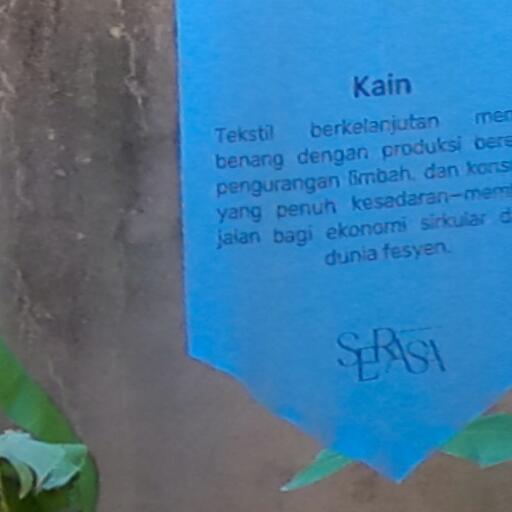 Kain
Tekstil berkelanjutan
benang dengan produksi
pengurangan limbah, dan
yang penuh kesadaran—
jalan bagi ekonomi sirkular
dunia fesyen.
SERASA